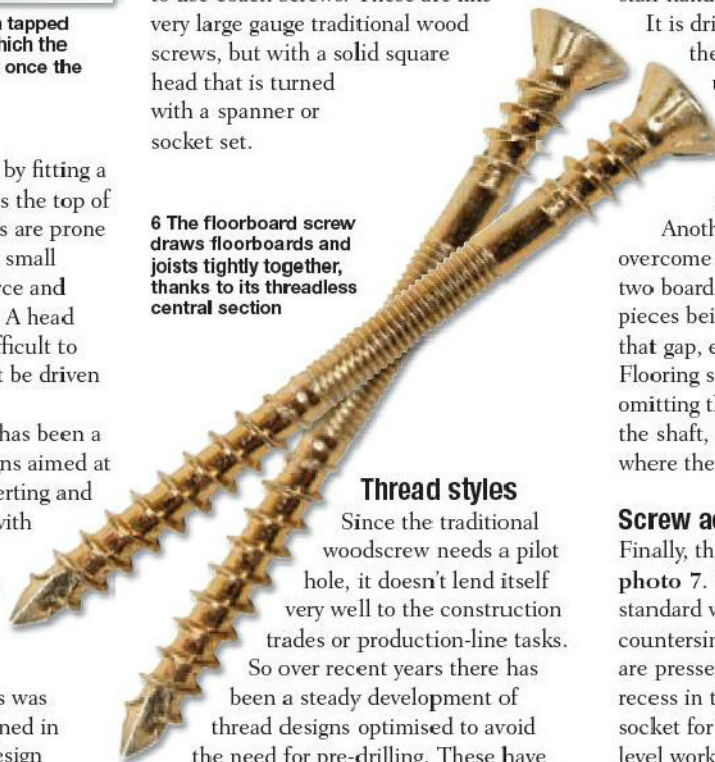 tapped
hich the
once the
by fitting a
s the top of
s are prone
small
rce and
A head
ficult to
t be driven
has been a
ns aimed at
erting and
with
s was
ned in
esign
to use coach screws. These are like
very large gauge traditional wood
screws, but with a solid square
head that is turned
with a spanner or
socket set.
6 The floorboard screw
draws floorboards and
joists tightly together,
thanks to its threadless
central section
Thread styles
Since the traditional
woodscrew needs a pilot
hole, it doesn't lend itself
very well to the construction
trades or production-line tasks.
So over recent years there has
been a steady development of
thread designs optimised to avoid
the need for pre-drilling. These have
It is dri
the
Anoth
overcome
two board
pieces bei
that gap, e
Flooring s
omitting t
the shaft,
where the
Screw a
Finally, th
photo 7.
standard w
countersin
are presse
recess in t
socket for
level work